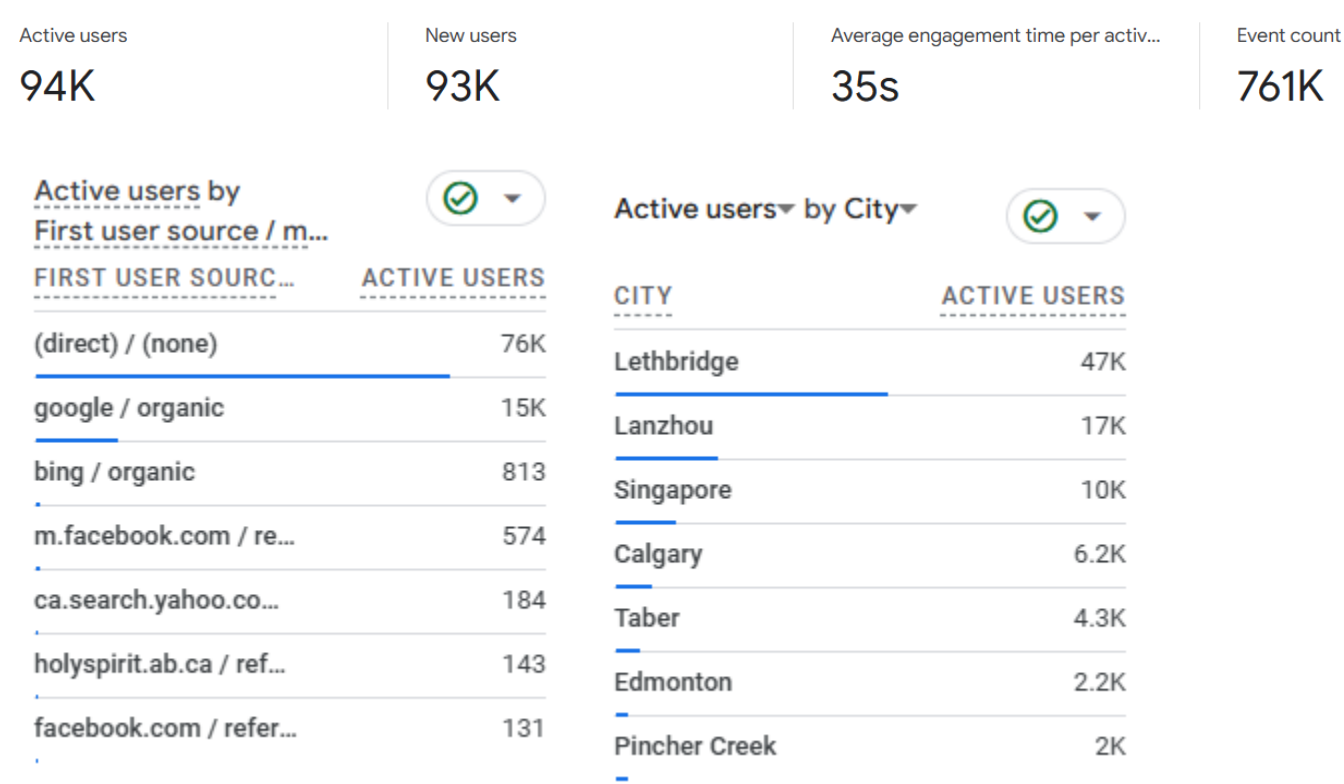 Active users
94K
New users
93K
Average engagement time per activ...
35s
Event count
761K
Active users by
First user source / m...
FIRST USER SOURC... ACTIVE USERS
(direct) / (none) 76K
google / organic 15K
bing / organic 813
m.facebook.com / re... 574
ca.search.yahoo.co... 184
holyspirit.ab.ca / ref... 143
facebook.com / refer... 131
Active users by City
CITY ACTIVE USERS
Lethbridge 47K
Lanzhou 17K
Singapore 10K
Calgary 6.2K
Taber 4.3K
Edmonton 2.2K
Pincher Creek 2K